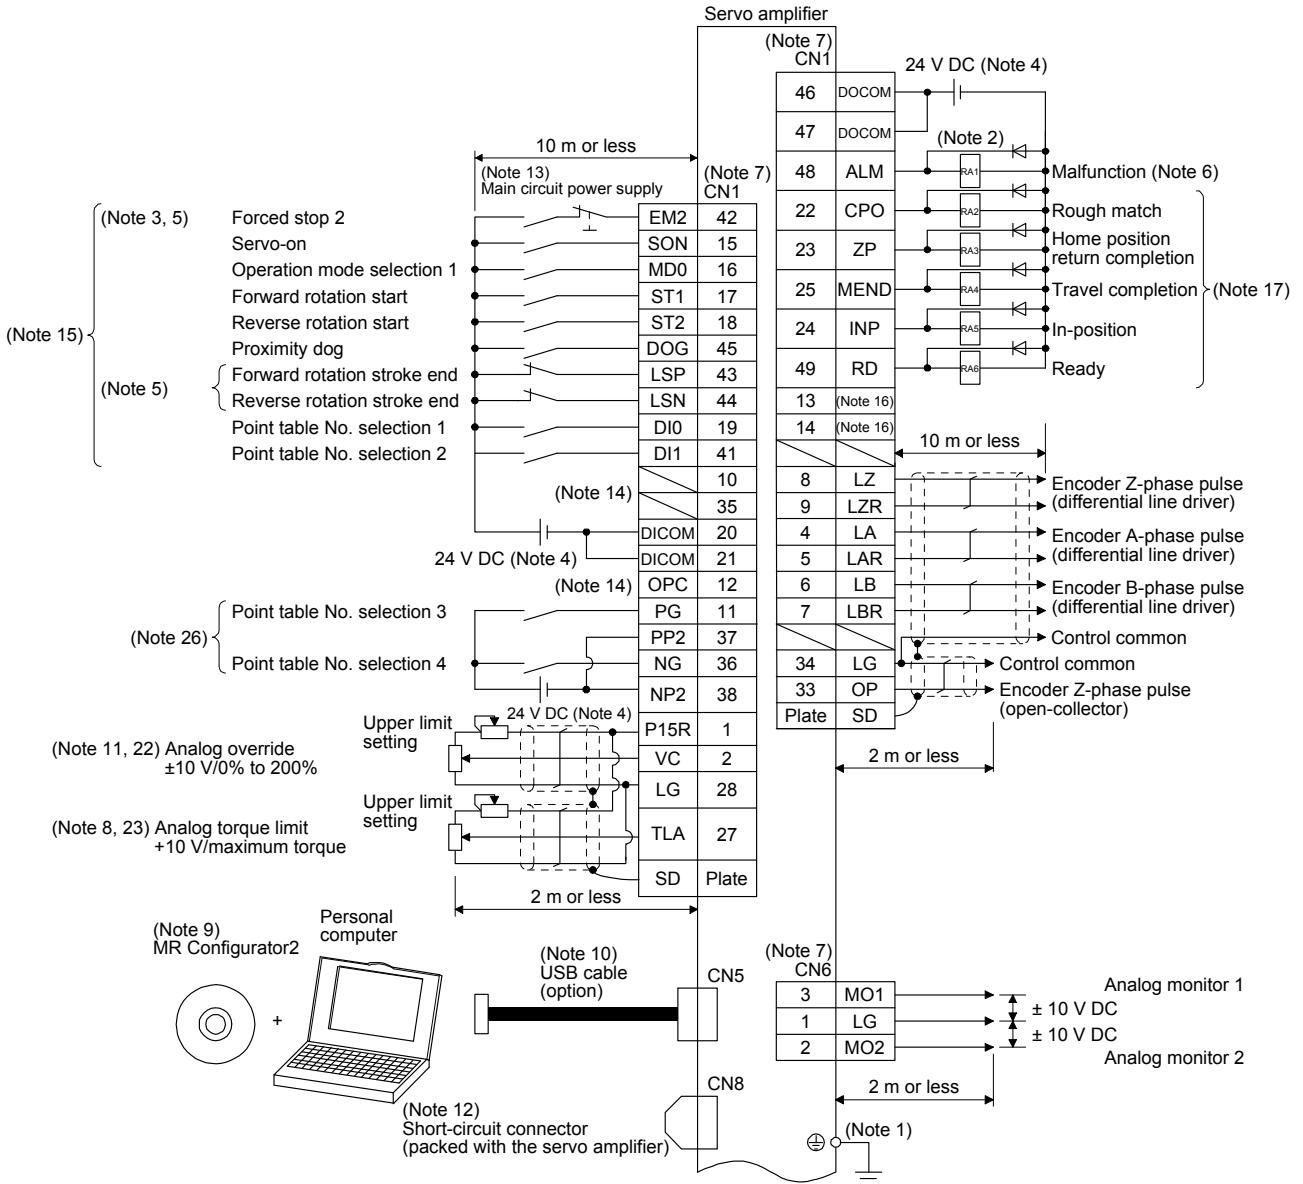 Servo amplifier
(Note 7)
CN1
24 V DC (Note 4)
46 DOCOM
47 DOCOM
(Note 2)
48 ALM RA1 Malfunction (Note 6)
22 CPO RA2 Rough match
23 ZP RA3 Home position
return completion
25 MEND RA4 Travel completion
(Note 17)
24 INP RA5 In-position
49 RD RA6 Ready
13 (Note 16)
14 (Note 16)
10 m or less
8 LZ Encoder Z-phase pulse
9 LZR (differential line driver)
4 LA Encoder A-phase pulse
5 LAR (differential line driver)
6 LB Encoder B-phase pulse
7 LBR (differential line driver)
Control common
34 LG Control common
33 OP Encoder Z-phase pulse
(open-collector)
Plate SD
2 m or less
10 m or less
(Note 13)
Main circuit power supply
(Note 7)
CN1
(Note 15)
(Note 3, 5) Forced stop 2 EM2 42
Servo-on SON 15
Operation mode selection 1 MD0 16
Forward rotation start ST1 17
Reverse rotation start ST2 18
Proximity dog DOG 45
(Note 5)
Forward rotation stroke end LSP 43
Reverse rotation stroke end LSN 44
Point table No. selection 1 DI0 19
Point table No. selection 2 DI1 41
10
(Note 14)
35
DICOM 20
24 V DC (Note 4) DICOM 21
(Note 14) OPC 12
(Note 26)
Point table No. selection 3 PG 11
PP2 37
Point table No. selection 4 NG 36
NP2 38
24 V DC (Note 4)
Upper limit
setting
P15R 1
(Note 11, 22) Analog override
±10 V/0% to 200%
VC 2
LG 28
Upper limit
setting
(Note 8, 23) Analog torque limit
+10 V/maximum torque
TLA 27
SD Plate
2 m or less
(Note 9)
MR Configurator2
+
Personal
computer
(Note 10)
USB cable
(option)
CN5
(Note 12)
Short-circuit connector
(packed with the servo amplifier)
CN8
(Note 7)
CN6
3 MO1 Analog monitor 1
± 10 V DC
1 LG
± 10 V DC
2 MO2 Analog monitor 2
2 m or less
(Note 1)